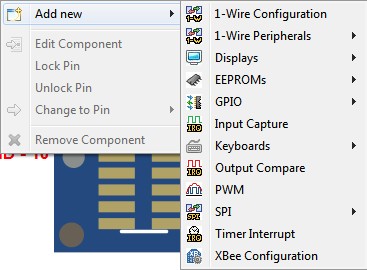 Add new
Edit Component
Lock Pin
Unlock Pin
Change to Pin
Remove Component
1-Wire Configuration
1-Wire Peripherals
Displays
EEPROMs
GPIO
Input Capture
Keyboards
Output Compare
PWM
SPI
Timer Interrupt
XBee Configuration